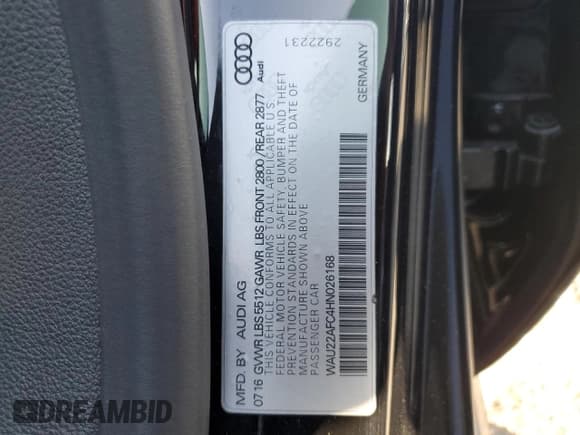 2922231
Audi
MFD. BY AUDI AG
07 16 GVWR LBS 5512 GAWR LBS FRONT 2800 /REAR 2877
THIS VEHICLE CONFORMS TO ALL APPLICABLE U.S.
FEDERAL MOTOR VEHICLE SAFETY, BUMPER AND THEFT
PREVENTION STANDARDS IN EFFECT ON THE DATE OF
MANUFACTURE SHOWN ABOVE
PASSENGER CAR
WAU22AFC4HN026168
GERMANY
DREAMBID